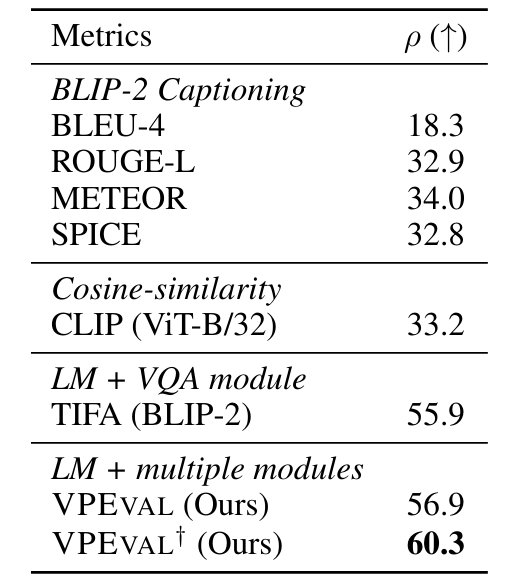 Metrics ρ (↑)
BLIP-2 Captioning
BLEU-4 18.3
ROUGE-L 32.9
METEOR 34.0
SPICE 32.8
Cosine-similarity
CLIP (ViT-B/32) 33.2
LM + VQA module
TIFA (BLIP-2) 55.9
LM + multiple modules
VPEVAL (Ours) 56.9
VPEVAL† (Ours) 60.3